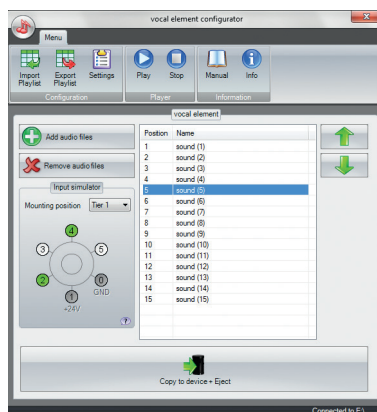 vocal element configurator
Menu
Import Playlist
Export Playlist
Settings
Play
Stop
Manual
Info
Configuration
Player
Information
vocal element
Add audio files
Remove audio files
Input simulator
Mounting position Tier 1
4
3
5
2
0
GND
1
+24V
?
Position Name
1 sound (1)
2 sound (2)
3 sound (3)
4 sound (4)
5 sound (5)
6 sound (6)
7 sound (7)
8 sound (8)
9 sound (9)
10 sound (10)
11 sound (11)
12 sound (12)
13 sound (13)
14 sound (14)
15 sound (15)
Copy to device + Eject
Connected to F:\